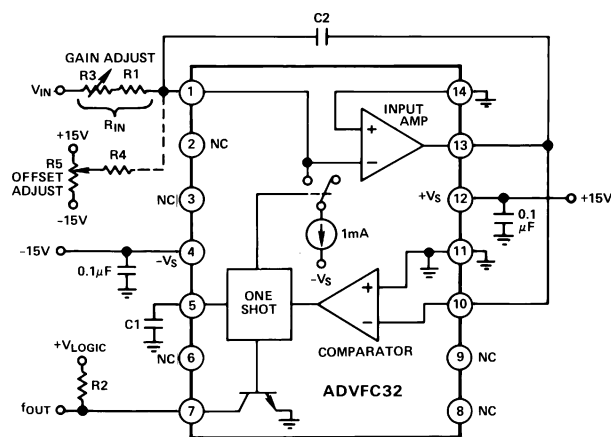 C2
GAIN ADJUST
R3 R1
VIN
RIN
1
14
INPUT
AMP
+
−
13
+15V
R5
OFFSET
ADJUST
R4
−15V
2 NC
NC 3
+VS 12
+15V
0.1
µF
1mA
−VS
−15V
4
−VS
0.1µF
11
+
−
10
5
ONE
SHOT
C1
COMPARATOR
+VLOGIC
NC 6
9 NC
R2
ADVFC32
fOUT
7
8 NC